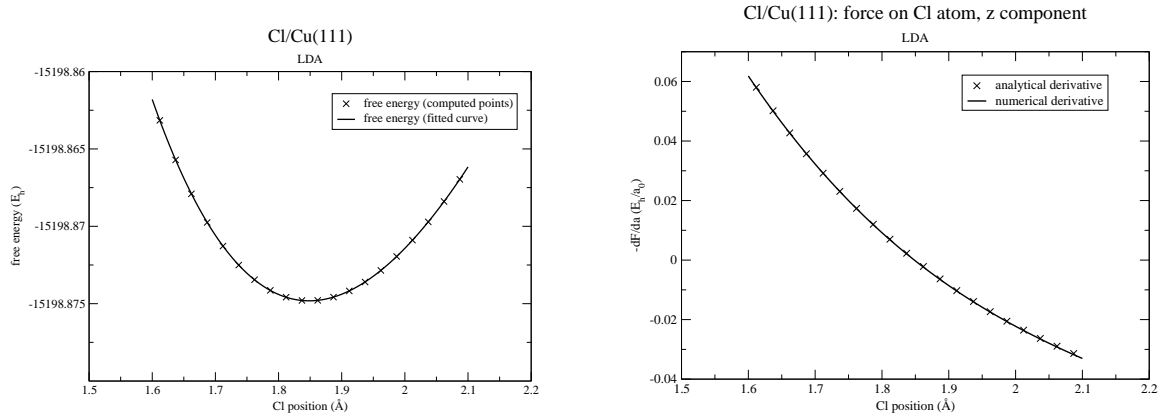 Cl/Cu(111)
LDA
-15198.86
-15198.865
-15198.87
-15198.875
free energy (E_h)
× free energy (computed points)
free energy (fitted curve)
1.5 1.6 1.7 1.8 1.9 2 2.1 2.2
Cl position (Å)
Cl/Cu(111): force on Cl atom, z component
LDA
0.06
0.04
0.02
0
-0.02
-0.04
-dF/da (E_h/a_0)
× analytical derivative
numerical derivative
1.5 1.6 1.7 1.8 1.9 2 2.1 2.2
Cl position (Å)